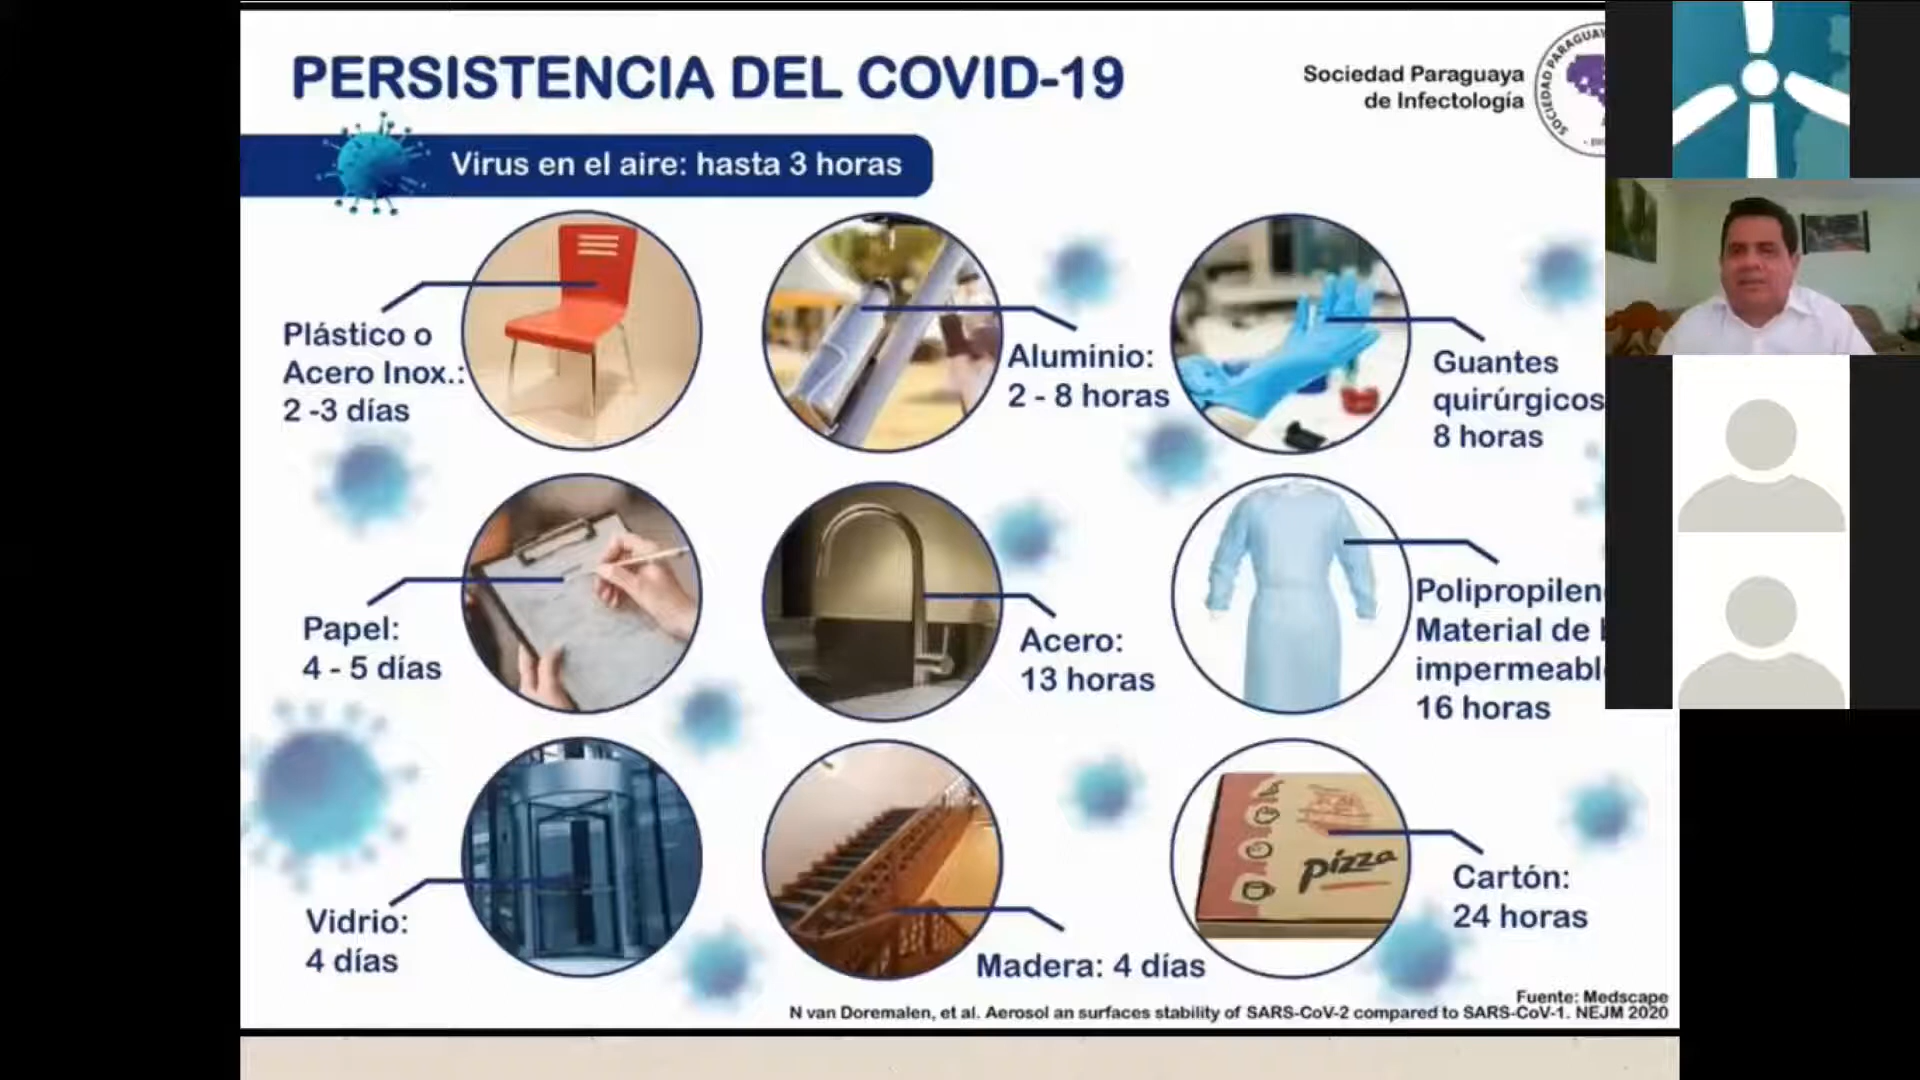 PERSISTENCIA DEL COVID-19
Sociedad Paraguaya
de Infectología
SOCIEDAD
Virus en el aire: hasta 3 horas
Plástico o
Acero Inox.:
2 -3 días
Aluminio:
2 - 8 horas
Guantes
quirúrgicos
8 horas
Papel:
4 - 5 días
Acero:
13 horas
Polipropilen
Material de
impermeabl
16 horas
Vidrio:
4 días
Madera: 4 días
pizza
Cartón:
24 horas
Fuente: Medscape
N van Doremalen, et al. Aerosol an surfaces stability of SARS-CoV-2 compared to SARS-CoV-1. NEJM 2020